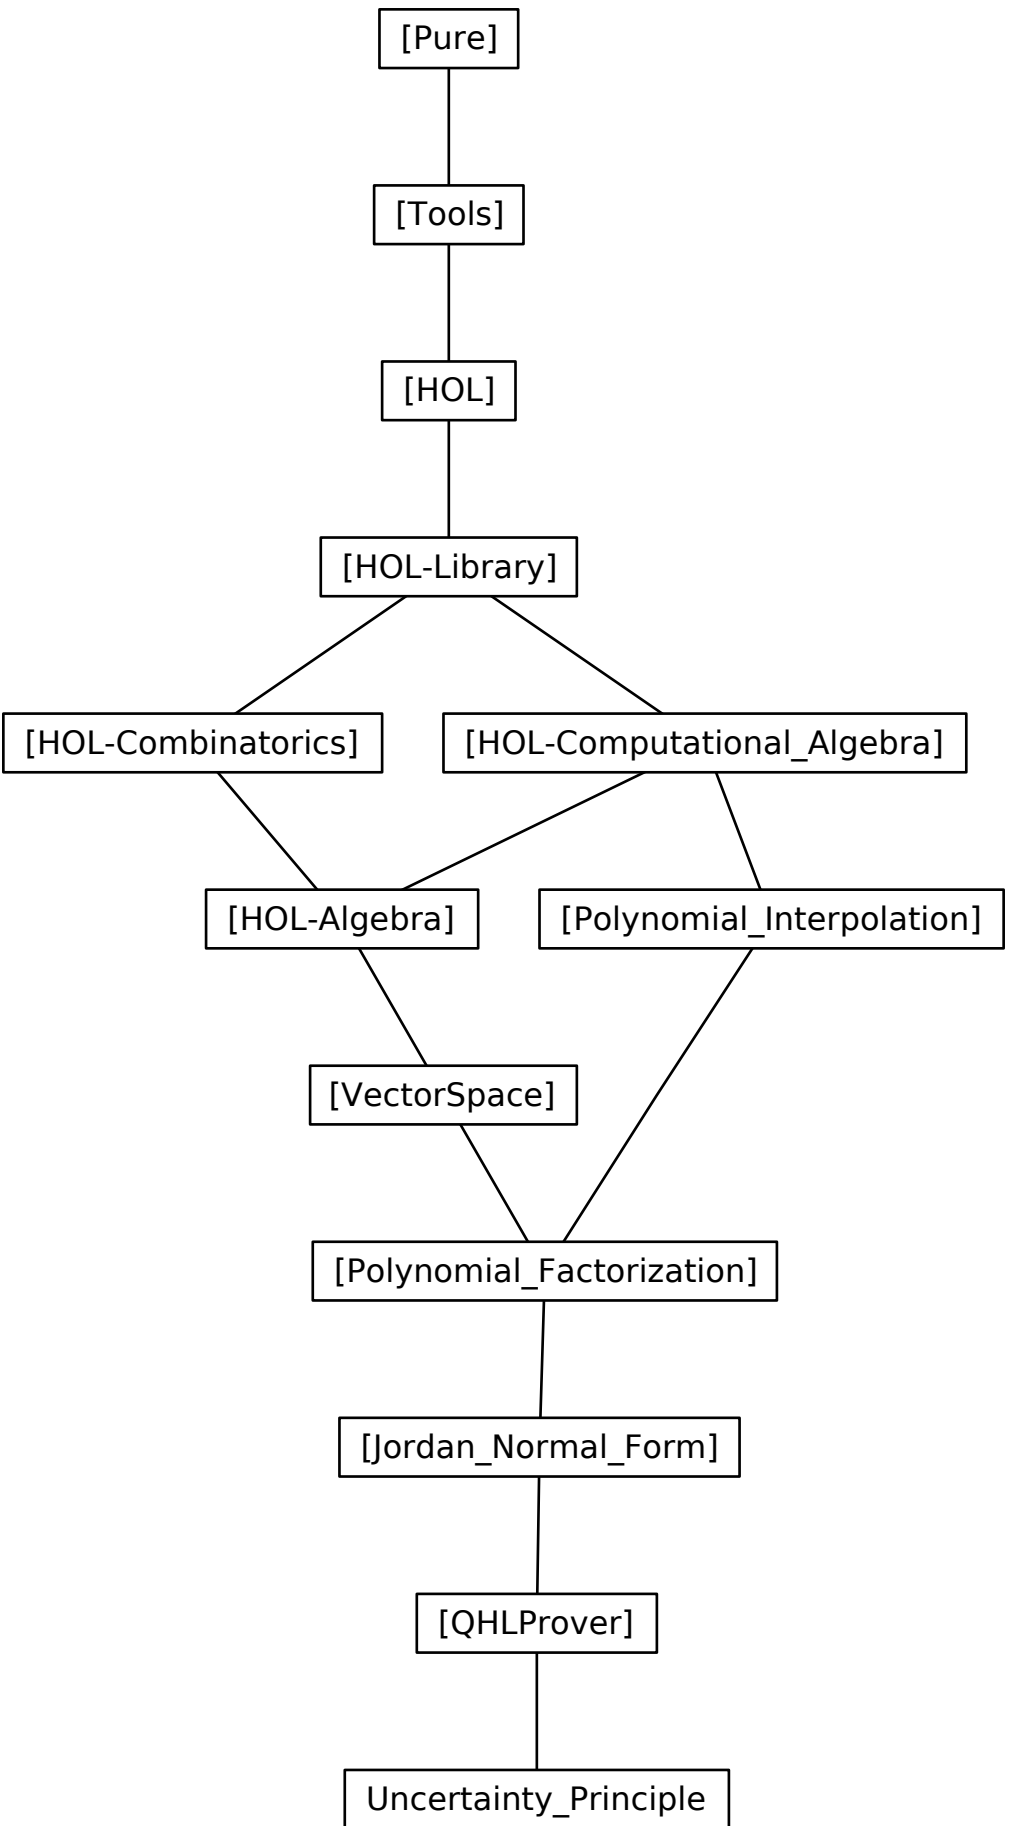 [Pure]
[Tools]
[HOL]
[HOL-Library]
[HOL-Combinatorics]
[HOL-Computational_Algebra]
[HOL-Algebra]
[Polynomial_Interpolation]
[VectorSpace]
[Polynomial_Factorization]
[Jordan_Normal_Form]
[QHLProver]
Uncertainty_Principle